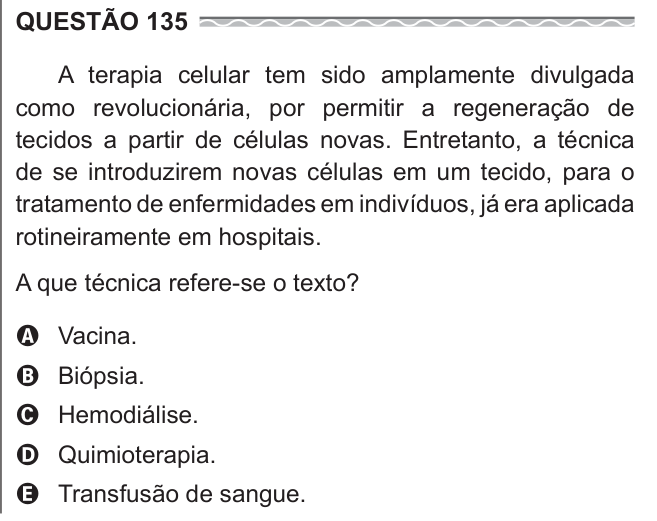 QUESTÃO 135
A terapia celular tem sido amplamente divulgada
como revolucionária, por permitir a regeneração de
tecidos a partir de células novas. Entretanto, a técnica
de se introduzirem novas células em um tecido, para o
tratamento de enfermidades em indivíduos, já era aplicada
rotineiramente em hospitais.
A que técnica refere-se o texto?
A Vacina.
B Biópsia.
C Hemodiálise.
D Quimioterapia.
E Transfusão de sangue.